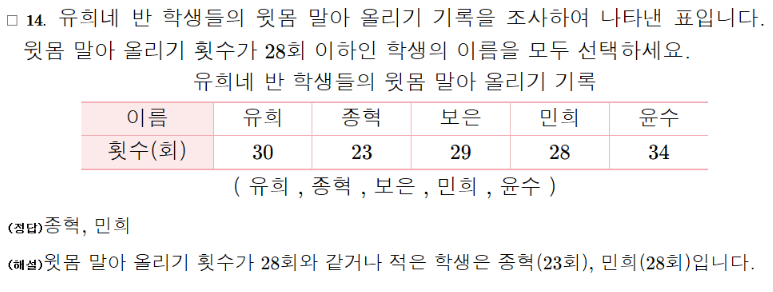 □ 14. 유희네 반 학생들의 윗몸 말아 올리기 기록을 조사하여 나타낸 표입니다.
윗몸 말아 올리기 횟수가 28회 이하인 학생의 이름을 모두 선택하세요.
유희네 반 학생들의 윗몸 말아 올리기 기록
이름 유희 종혁 보은 민희 윤수
횟수(회) 30 23 29 28 34
( 유희 , 종혁 , 보은 , 민희 , 윤수 )
(정답)종혁, 민희
(해설)윗몸 말아 올리기 횟수가 28회와 같거나 적은 학생은 종혁(23회), 민희(28회)입니다.